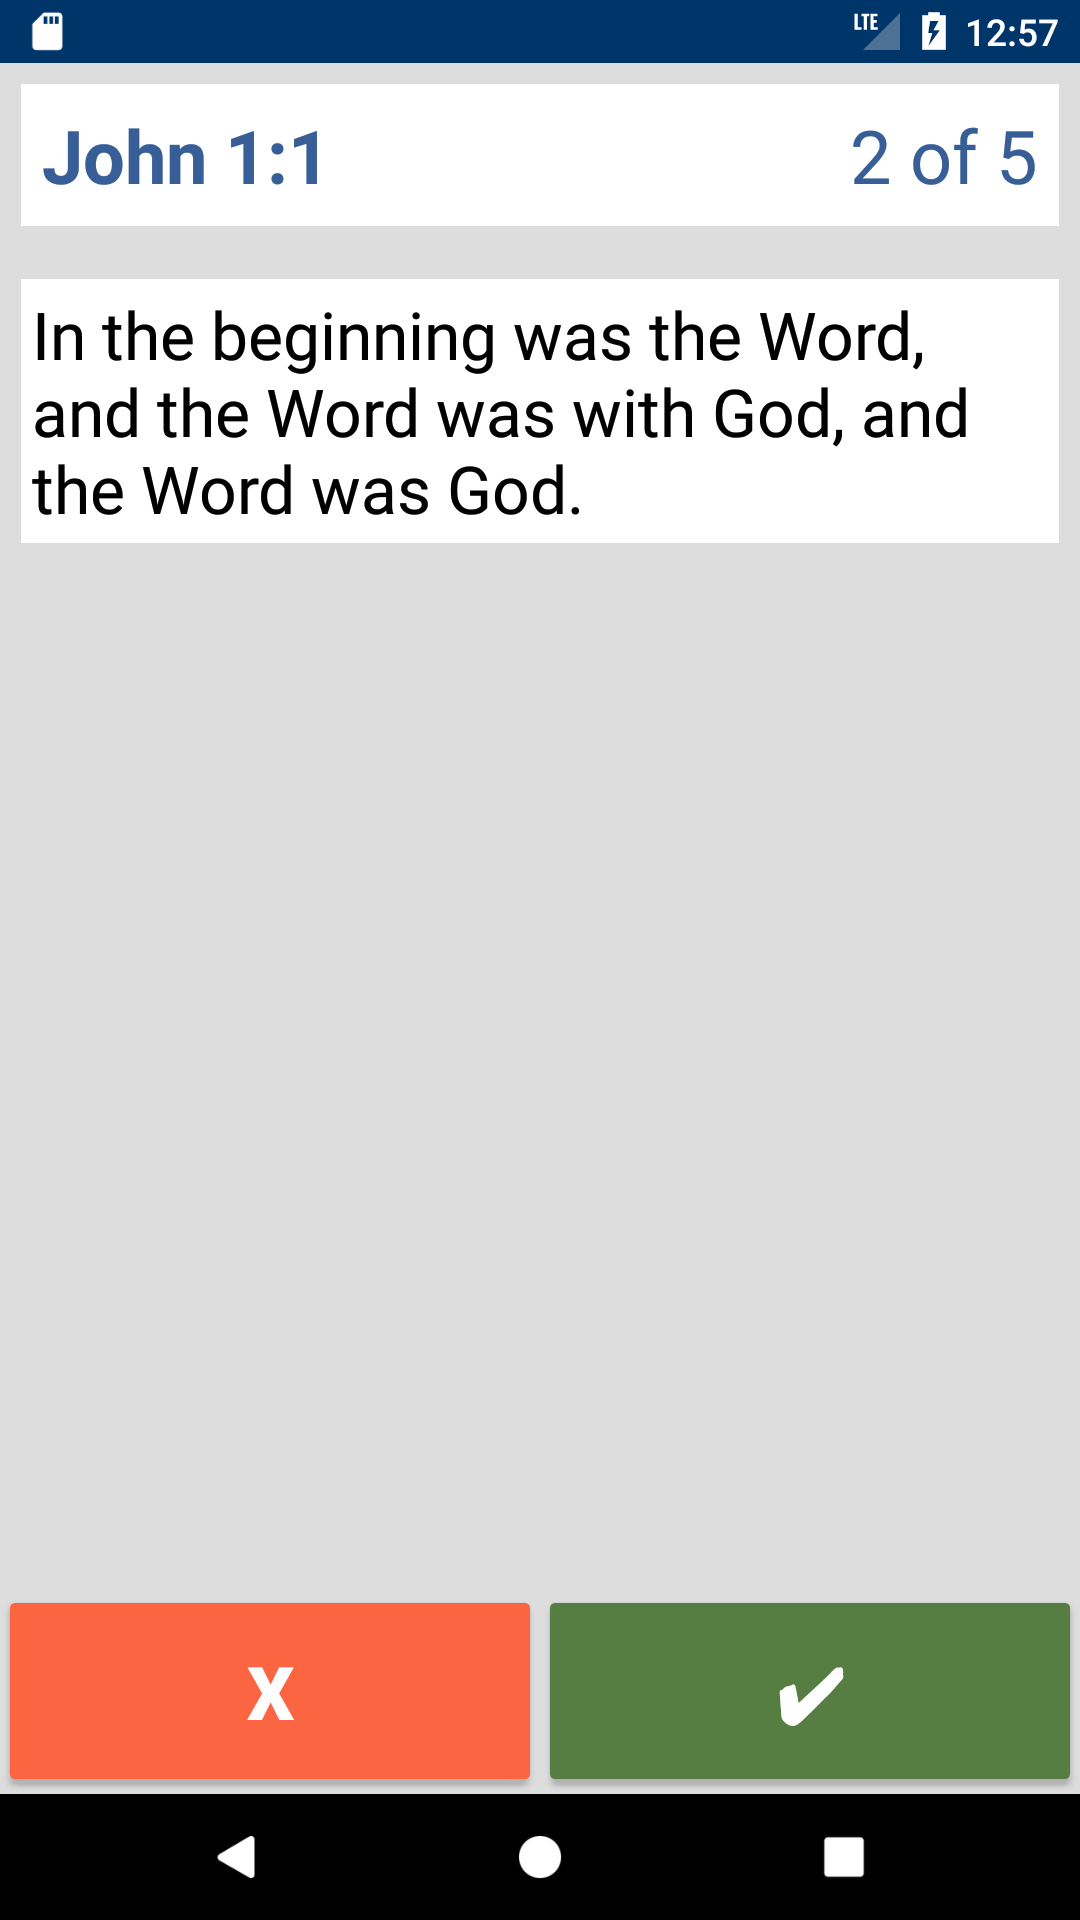 LTE 12:57
John 1:1 2 of 5
In the beginning was the Word,
and the Word was with God, and
the Word was God.
X ✔